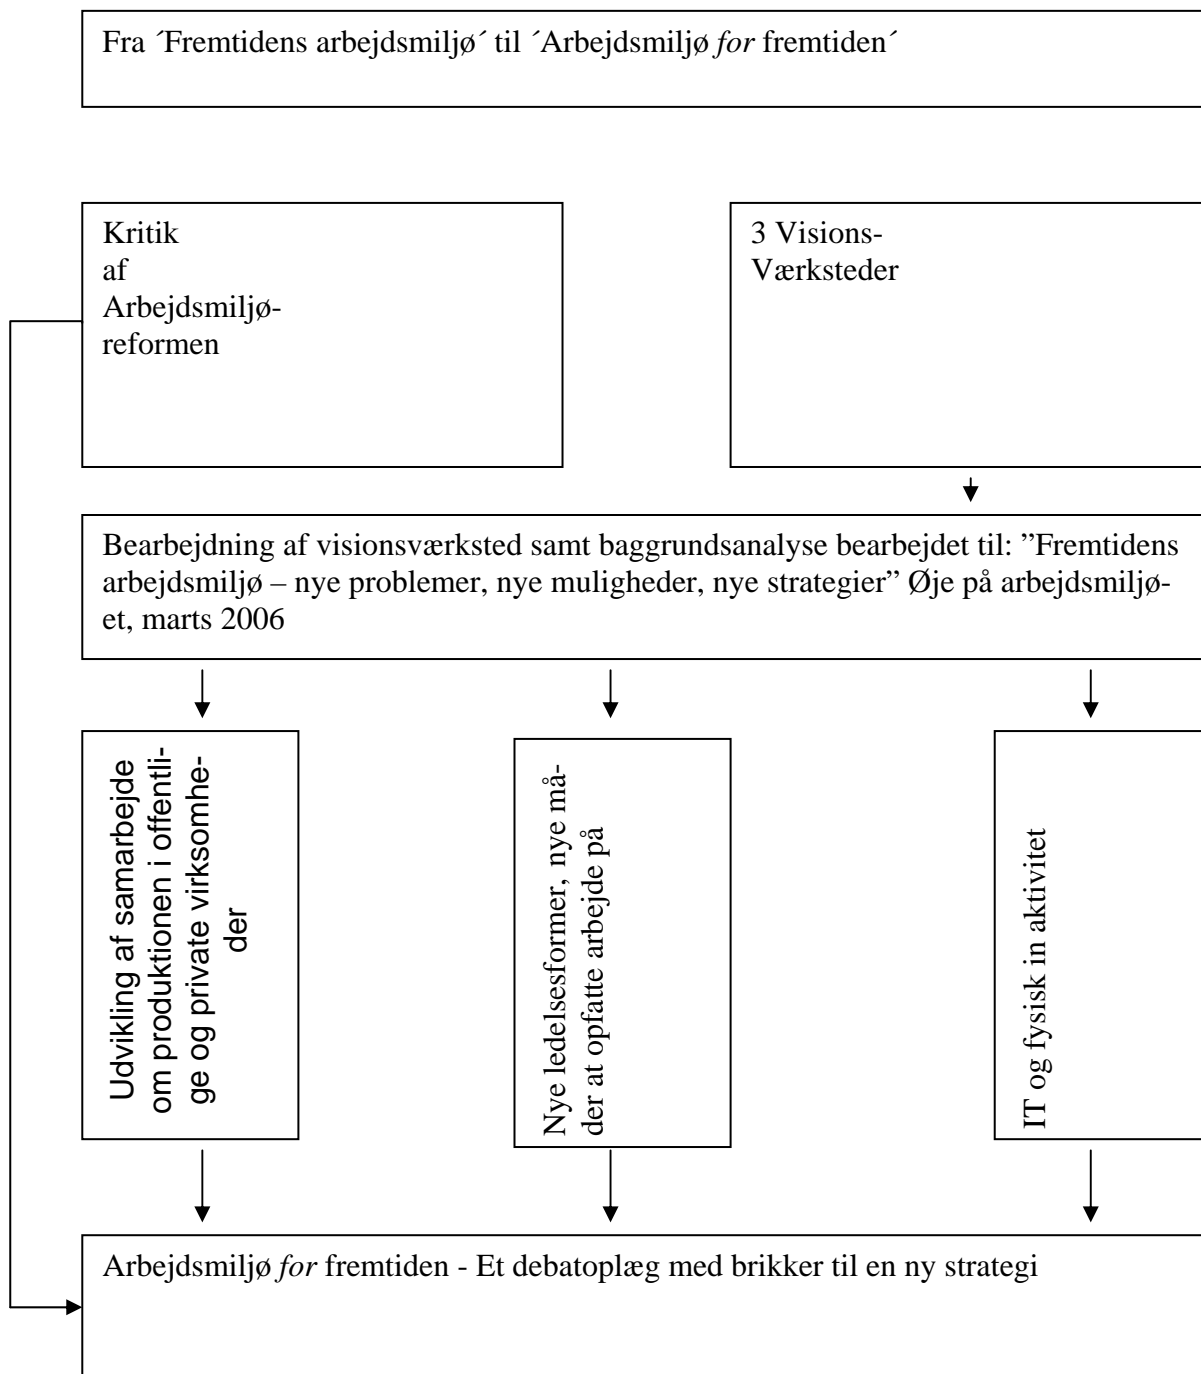 Fra ´Fremtidens arbejdsmiljø´ til ´Arbejdsmiljø for fremtiden´
Kritik
af
Arbejdsmiljø-
reformen
3 Visions-
Værksteder
Bearbejdning af visionsværksted samt baggrundsanalyse bearbejdet til: ”Fremtidens
arbejdsmiljø – nye problemer, nye muligheder, nye strategier” Øje på arbejdsmiljø-
et, marts 2006
Udvikling af samarbejde
om produktionen i offentli-
ge og private virksomhe-
der
Nye ledelsesformer, nye må-
der at opfatte arbejde på
IT og fysisk in aktivitet
Arbejdsmiljø for fremtiden - Et debatoplæg med brikker til en ny strategi